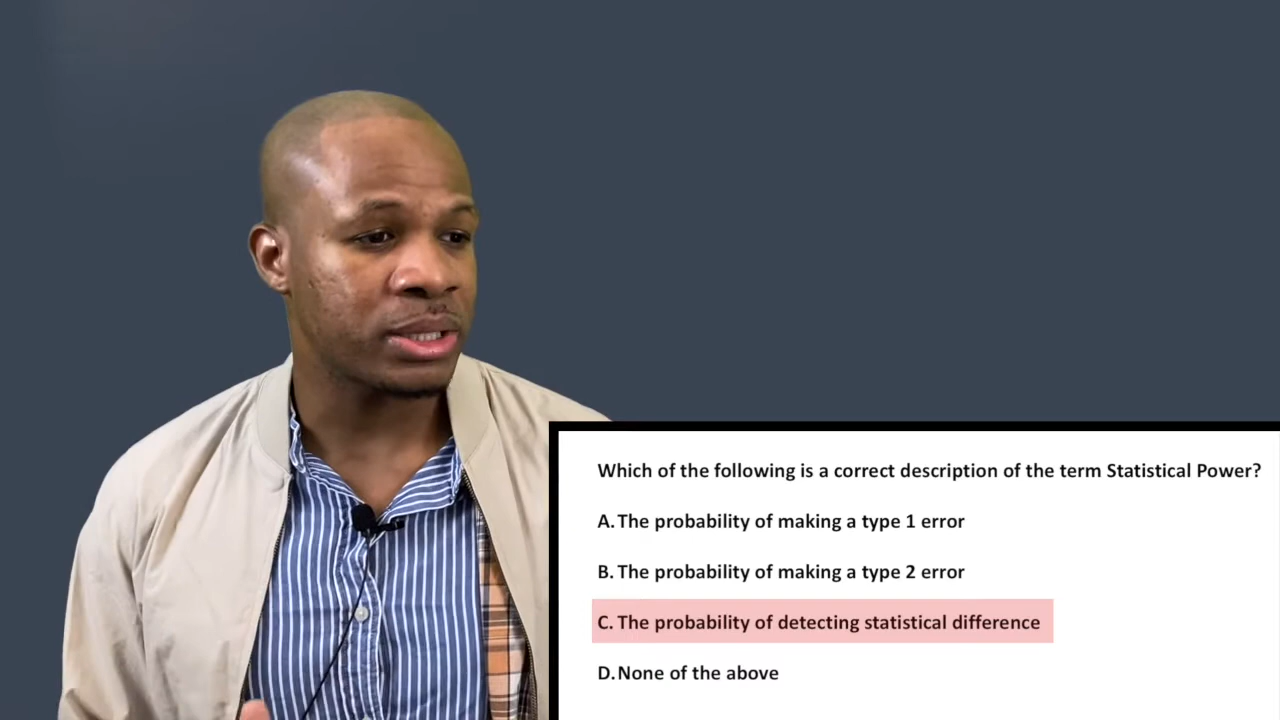 Which of the following is a correct description of the term Statistical Power?
A. The probability of making a type 1 error
B. The probability of making a type 2 error
C. The probability of detecting statistical difference
D. None of the above